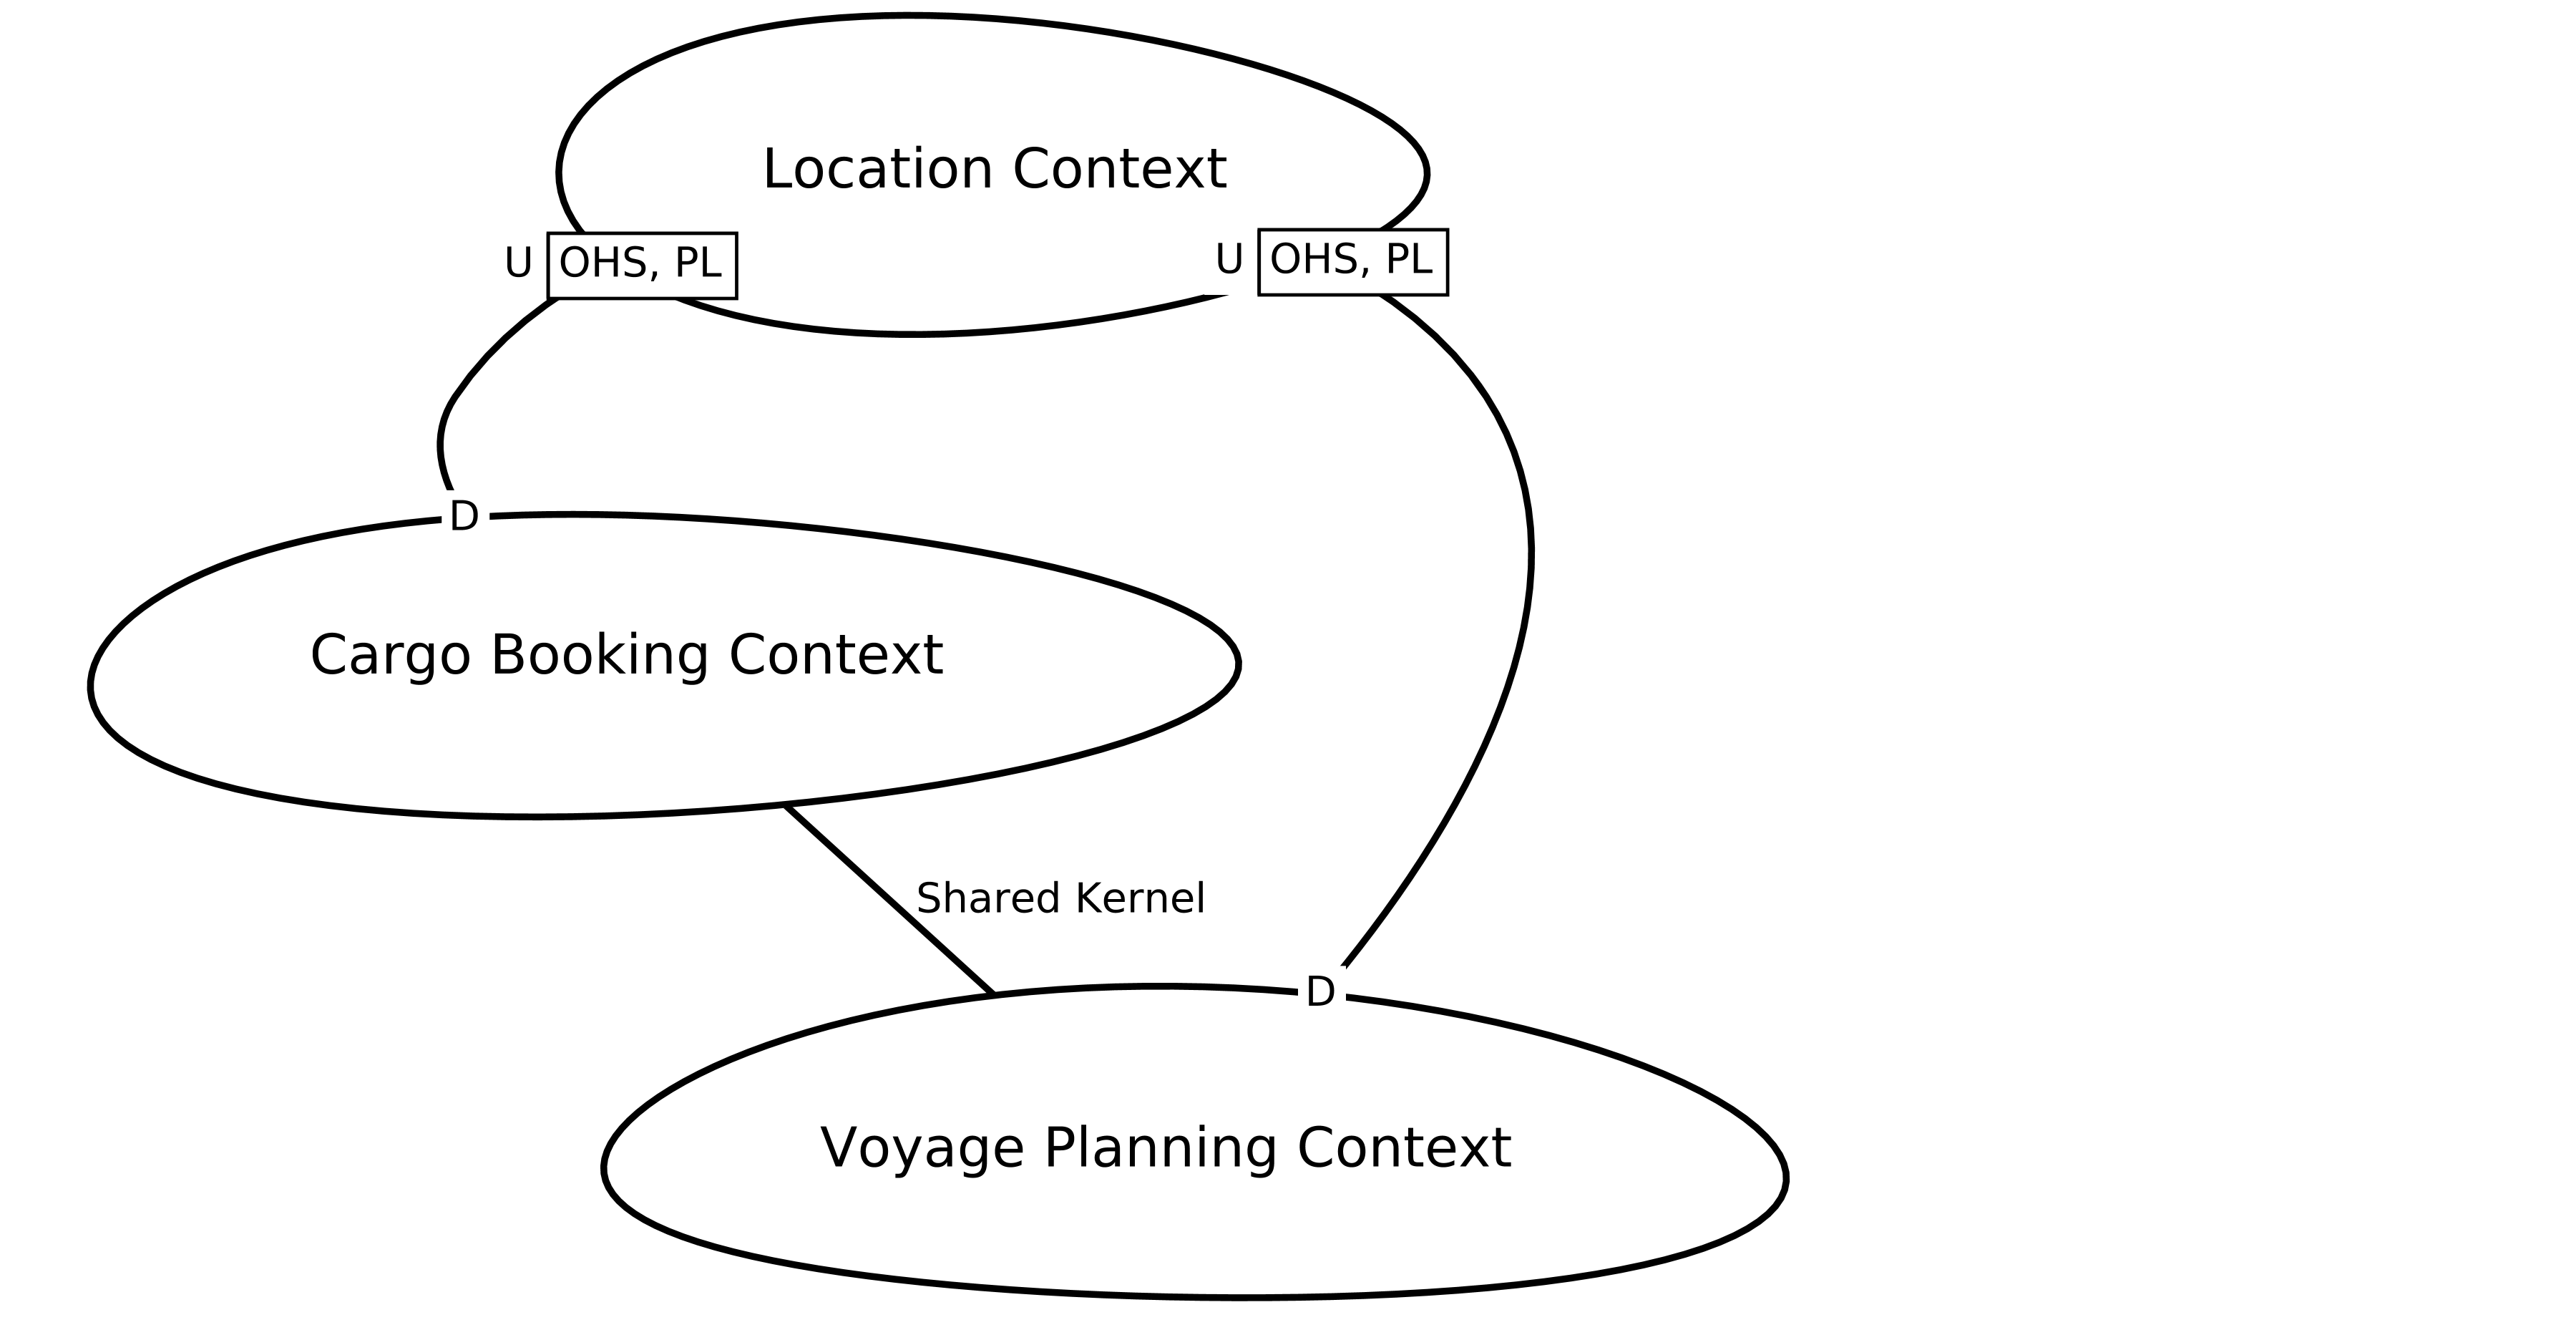 Location Context
U OHS, PL
U OHS, PL
D
Cargo Booking Context
Shared Kernel
D
Voyage Planning Context